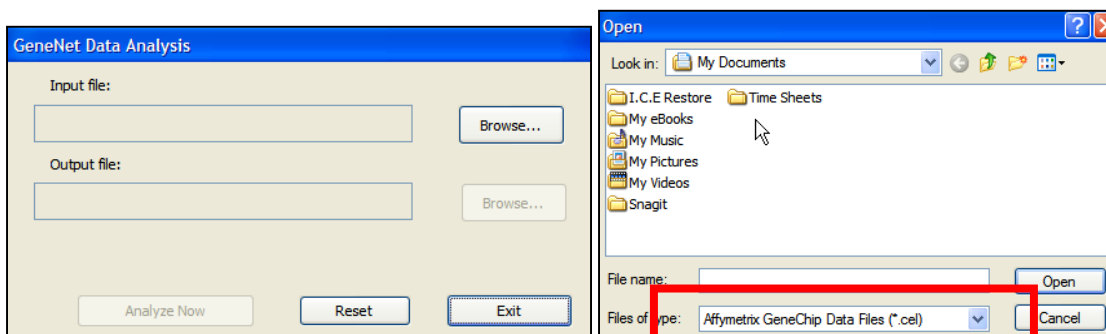 GeneNet Data Analysis
Input file:
Browse...
Output file:
Browse...
Analyze Now
Reset
Exit
Open
Look in:
My Documents
I.C.E Restore
Time Sheets
My eBooks
My Music
My Pictures
My Videos
Snagit
File name:
Open
Files of type:
Affymetrix GeneChip Data Files (*.cel)
Cancel